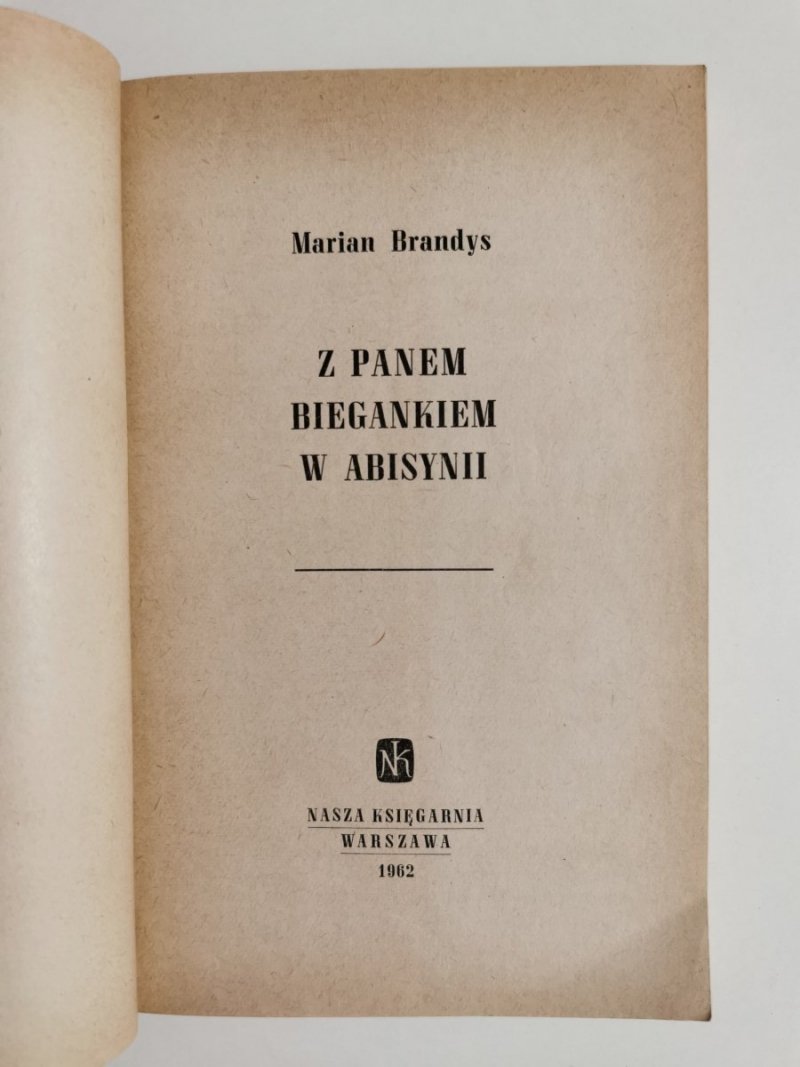 Marian Brandys
Z PANEM
BIEGANKIEM
W ABISYNII
NK
NASZA KSIĘGARNIA
WARSZAWA
1962